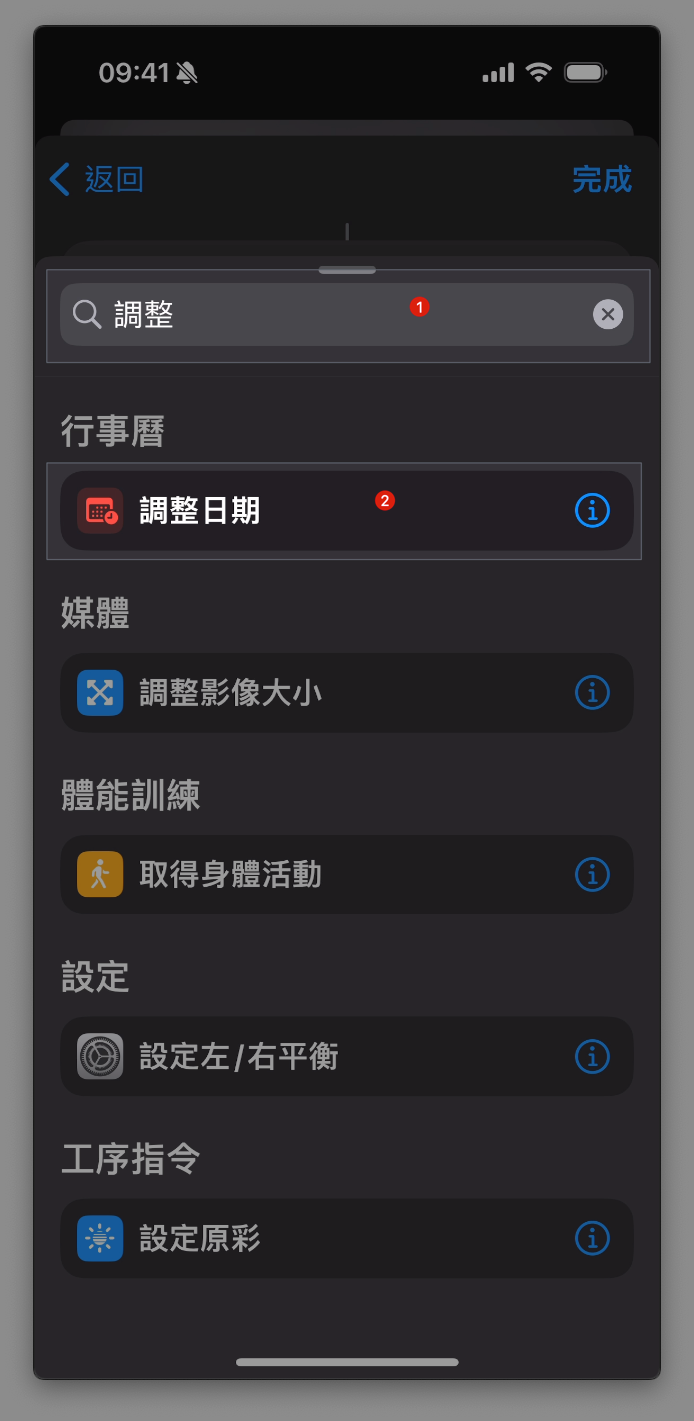 09:41
返回
完成
調整
1
行事曆
調整日期
2
媒體
調整影像大小
體能訓練
取得身體活動
設定
設定左/右平衡
工序指令
設定原彩